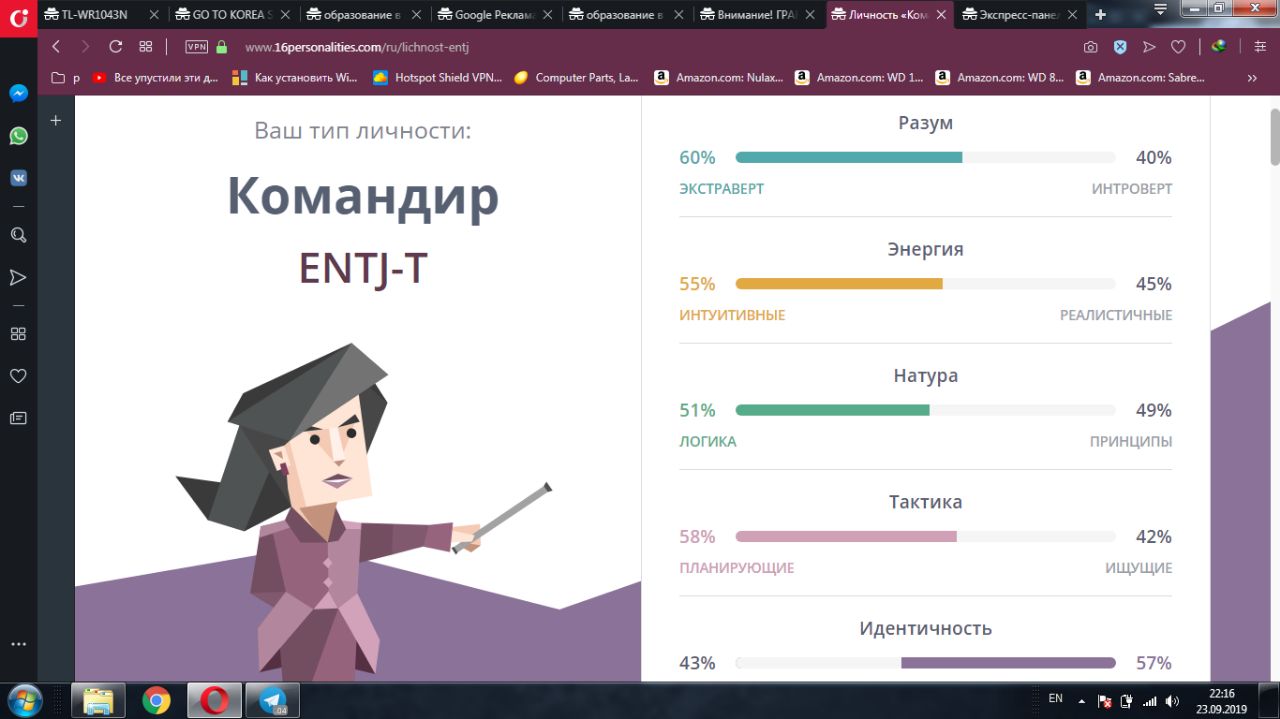 TL-WR1043N
GO TO KOREA S
образование в
Google Реклама
образование в
Внимание! ГРА
Личность «Ком
Экспресс-панел
VPN
www.16personalities.com/ru/lichnost-entj
р
Все упустили эти д...
Как установить Wi...
Hotspot Shield VPN...
Computer Parts, La...
Amazon.com: Nulax...
Amazon.com: WD 1...
Amazon.com: WD 8...
Amazon.com: Sabre...
Ваш тип личности:
Командир
ENTJ-T
Разум
60% 40%
ЭКСТРАВЕРТ ИНТРОВЕРТ
Энергия
55% 45%
ИНТУИТИВНЫЕ РЕАЛИСТИЧНЫЕ
Натура
51% 49%
ЛОГИКА ПРИНЦИПЫ
Тактика
58% 42%
ПЛАНИРУЮЩИЕ ИЩУЩИЕ
Идентичность
43% 57%
EN
22:16
23.09.2019